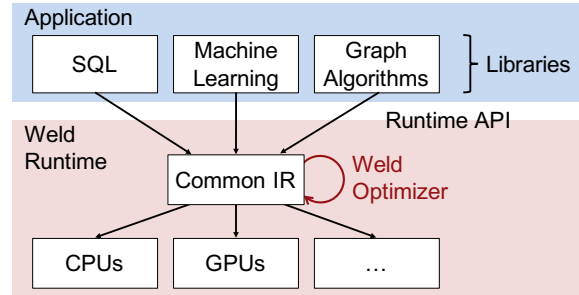 Application
SQL
Machine
Learning
Graph
Algorithms
Libraries
Runtime API
Weld
Runtime
Common IR
Weld
Optimizer
CPUs
GPUs
...